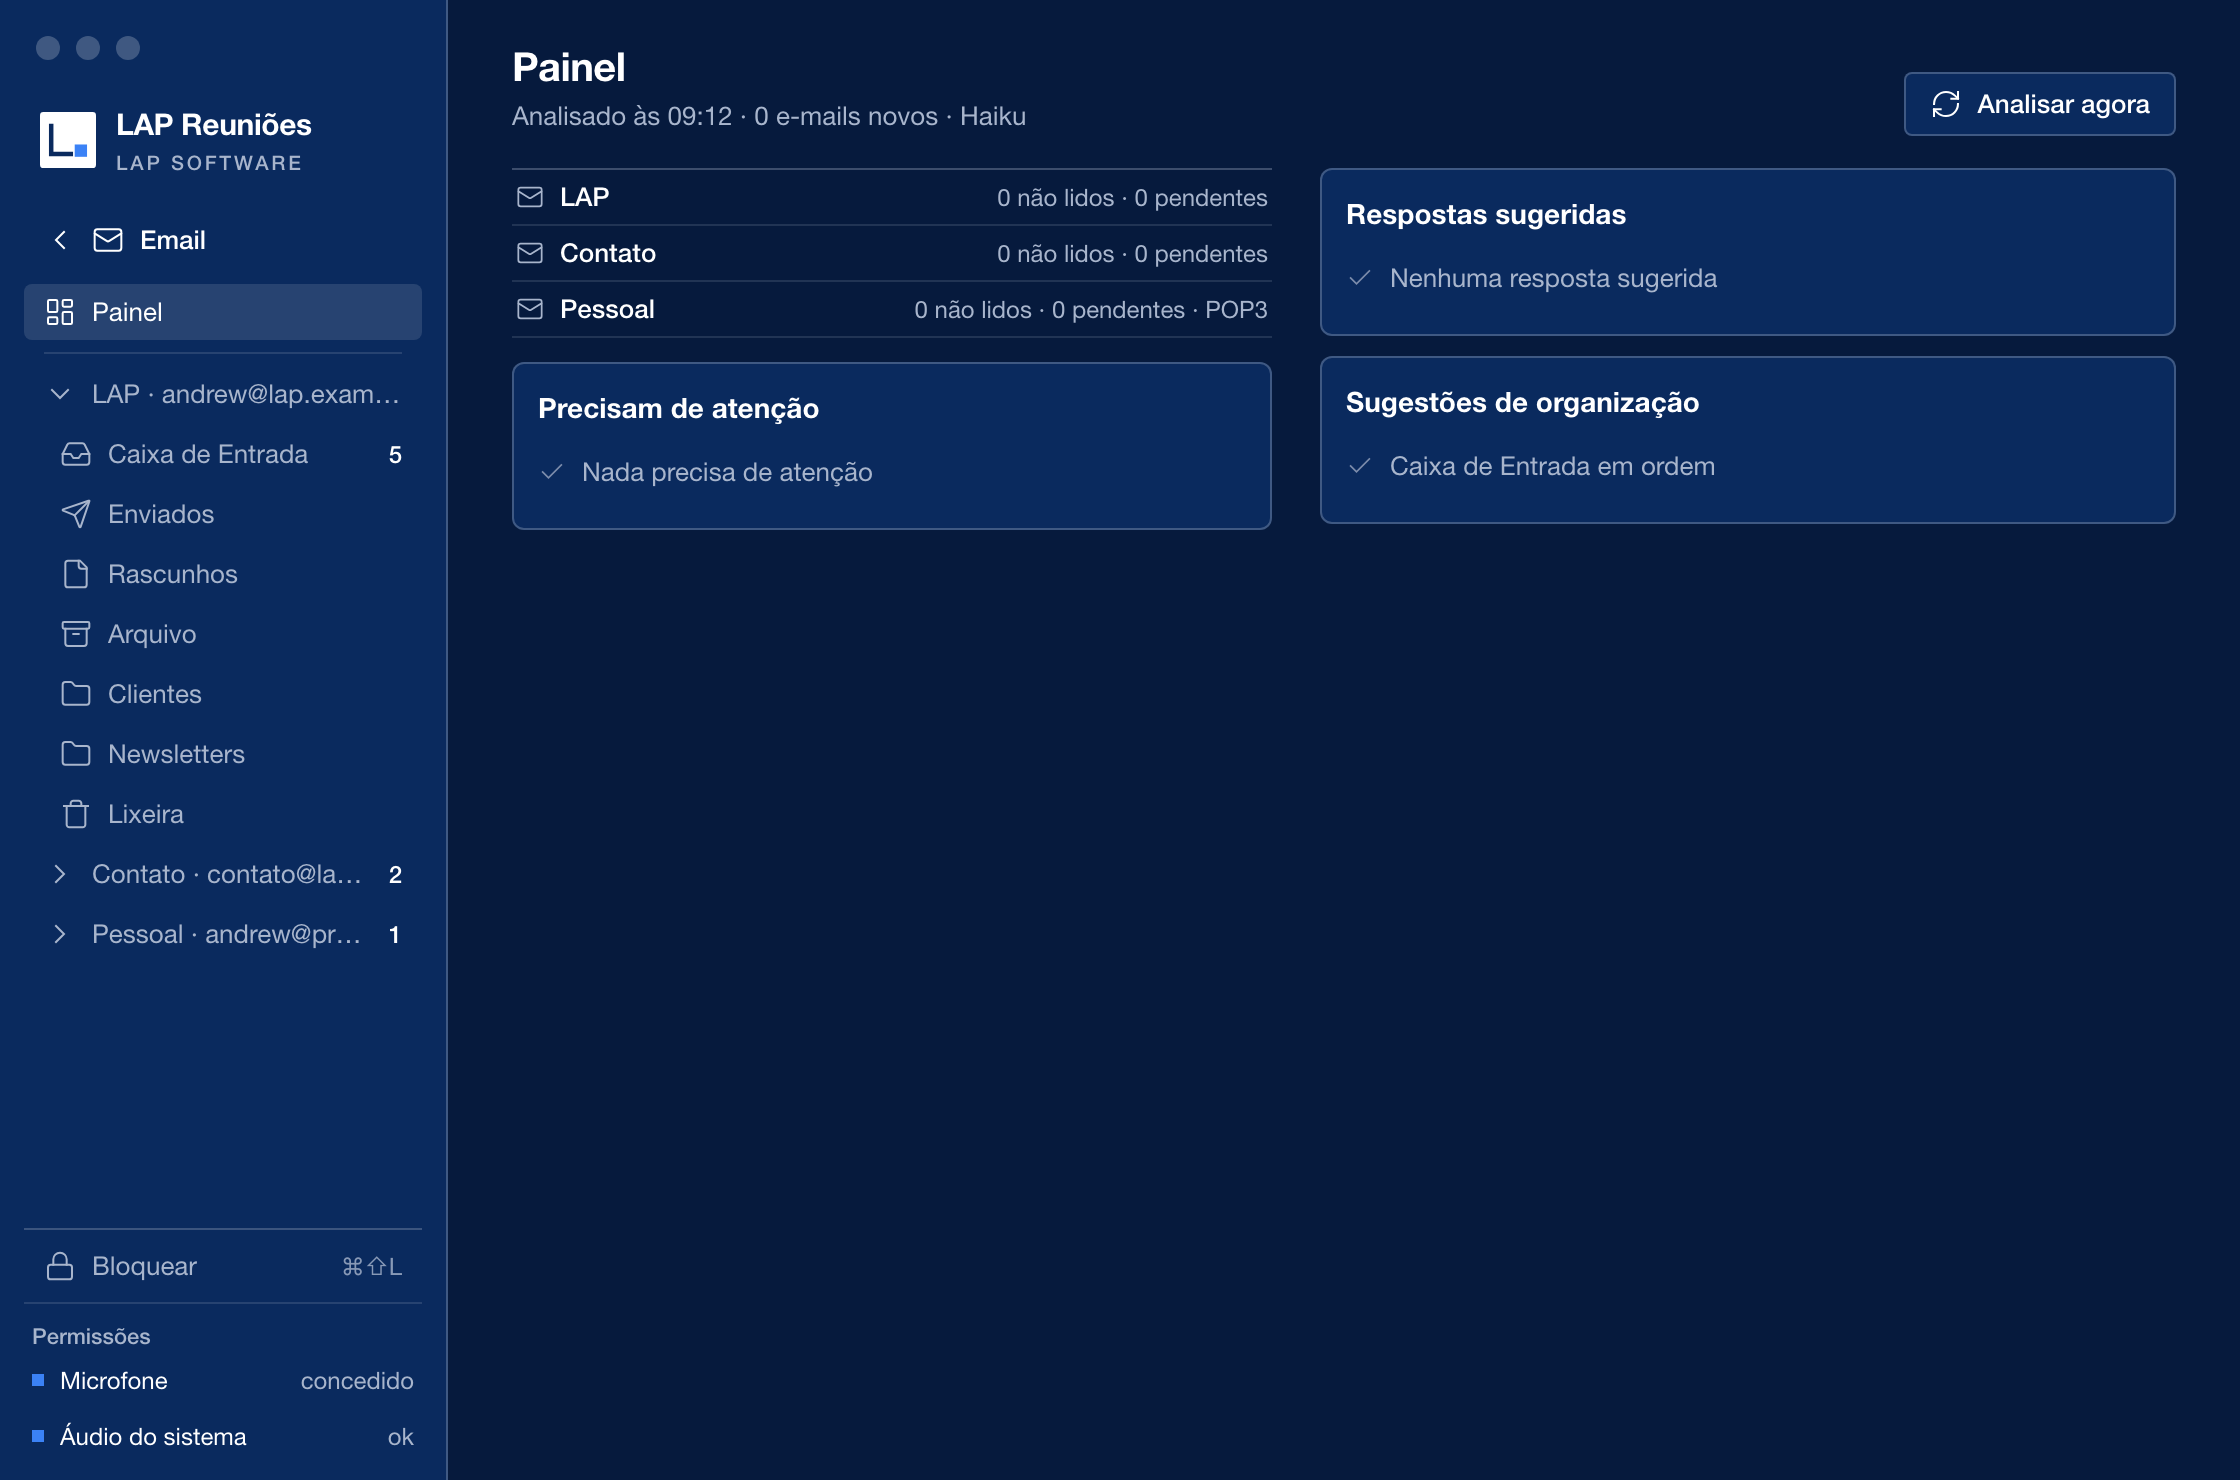 LAP Reuniões
LAP SOFTWARE
Email
Painel
LAP · andrew@lap.exam…
Caixa de Entrada 5
Enviados
Rascunhos
Arquivo
Clientes
Newsletters
Lixeira
Contato · contato@la… 2
Pessoal · andrew@pr… 1
Bloquear ⌘⇧L
Permissões
Microfone concedido
Áudio do sistema ok
Painel
Analisado às 09:12 · 0 e-mails novos · Haiku
Analisar agora
LAP 0 não lidos · 0 pendentes
Contato 0 não lidos · 0 pendentes
Pessoal 0 não lidos · 0 pendentes · POP3
Precisam de atenção
Nada precisa de atenção
Respostas sugeridas
Nenhuma resposta sugerida
Sugestões de organização
Caixa de Entrada em ordem